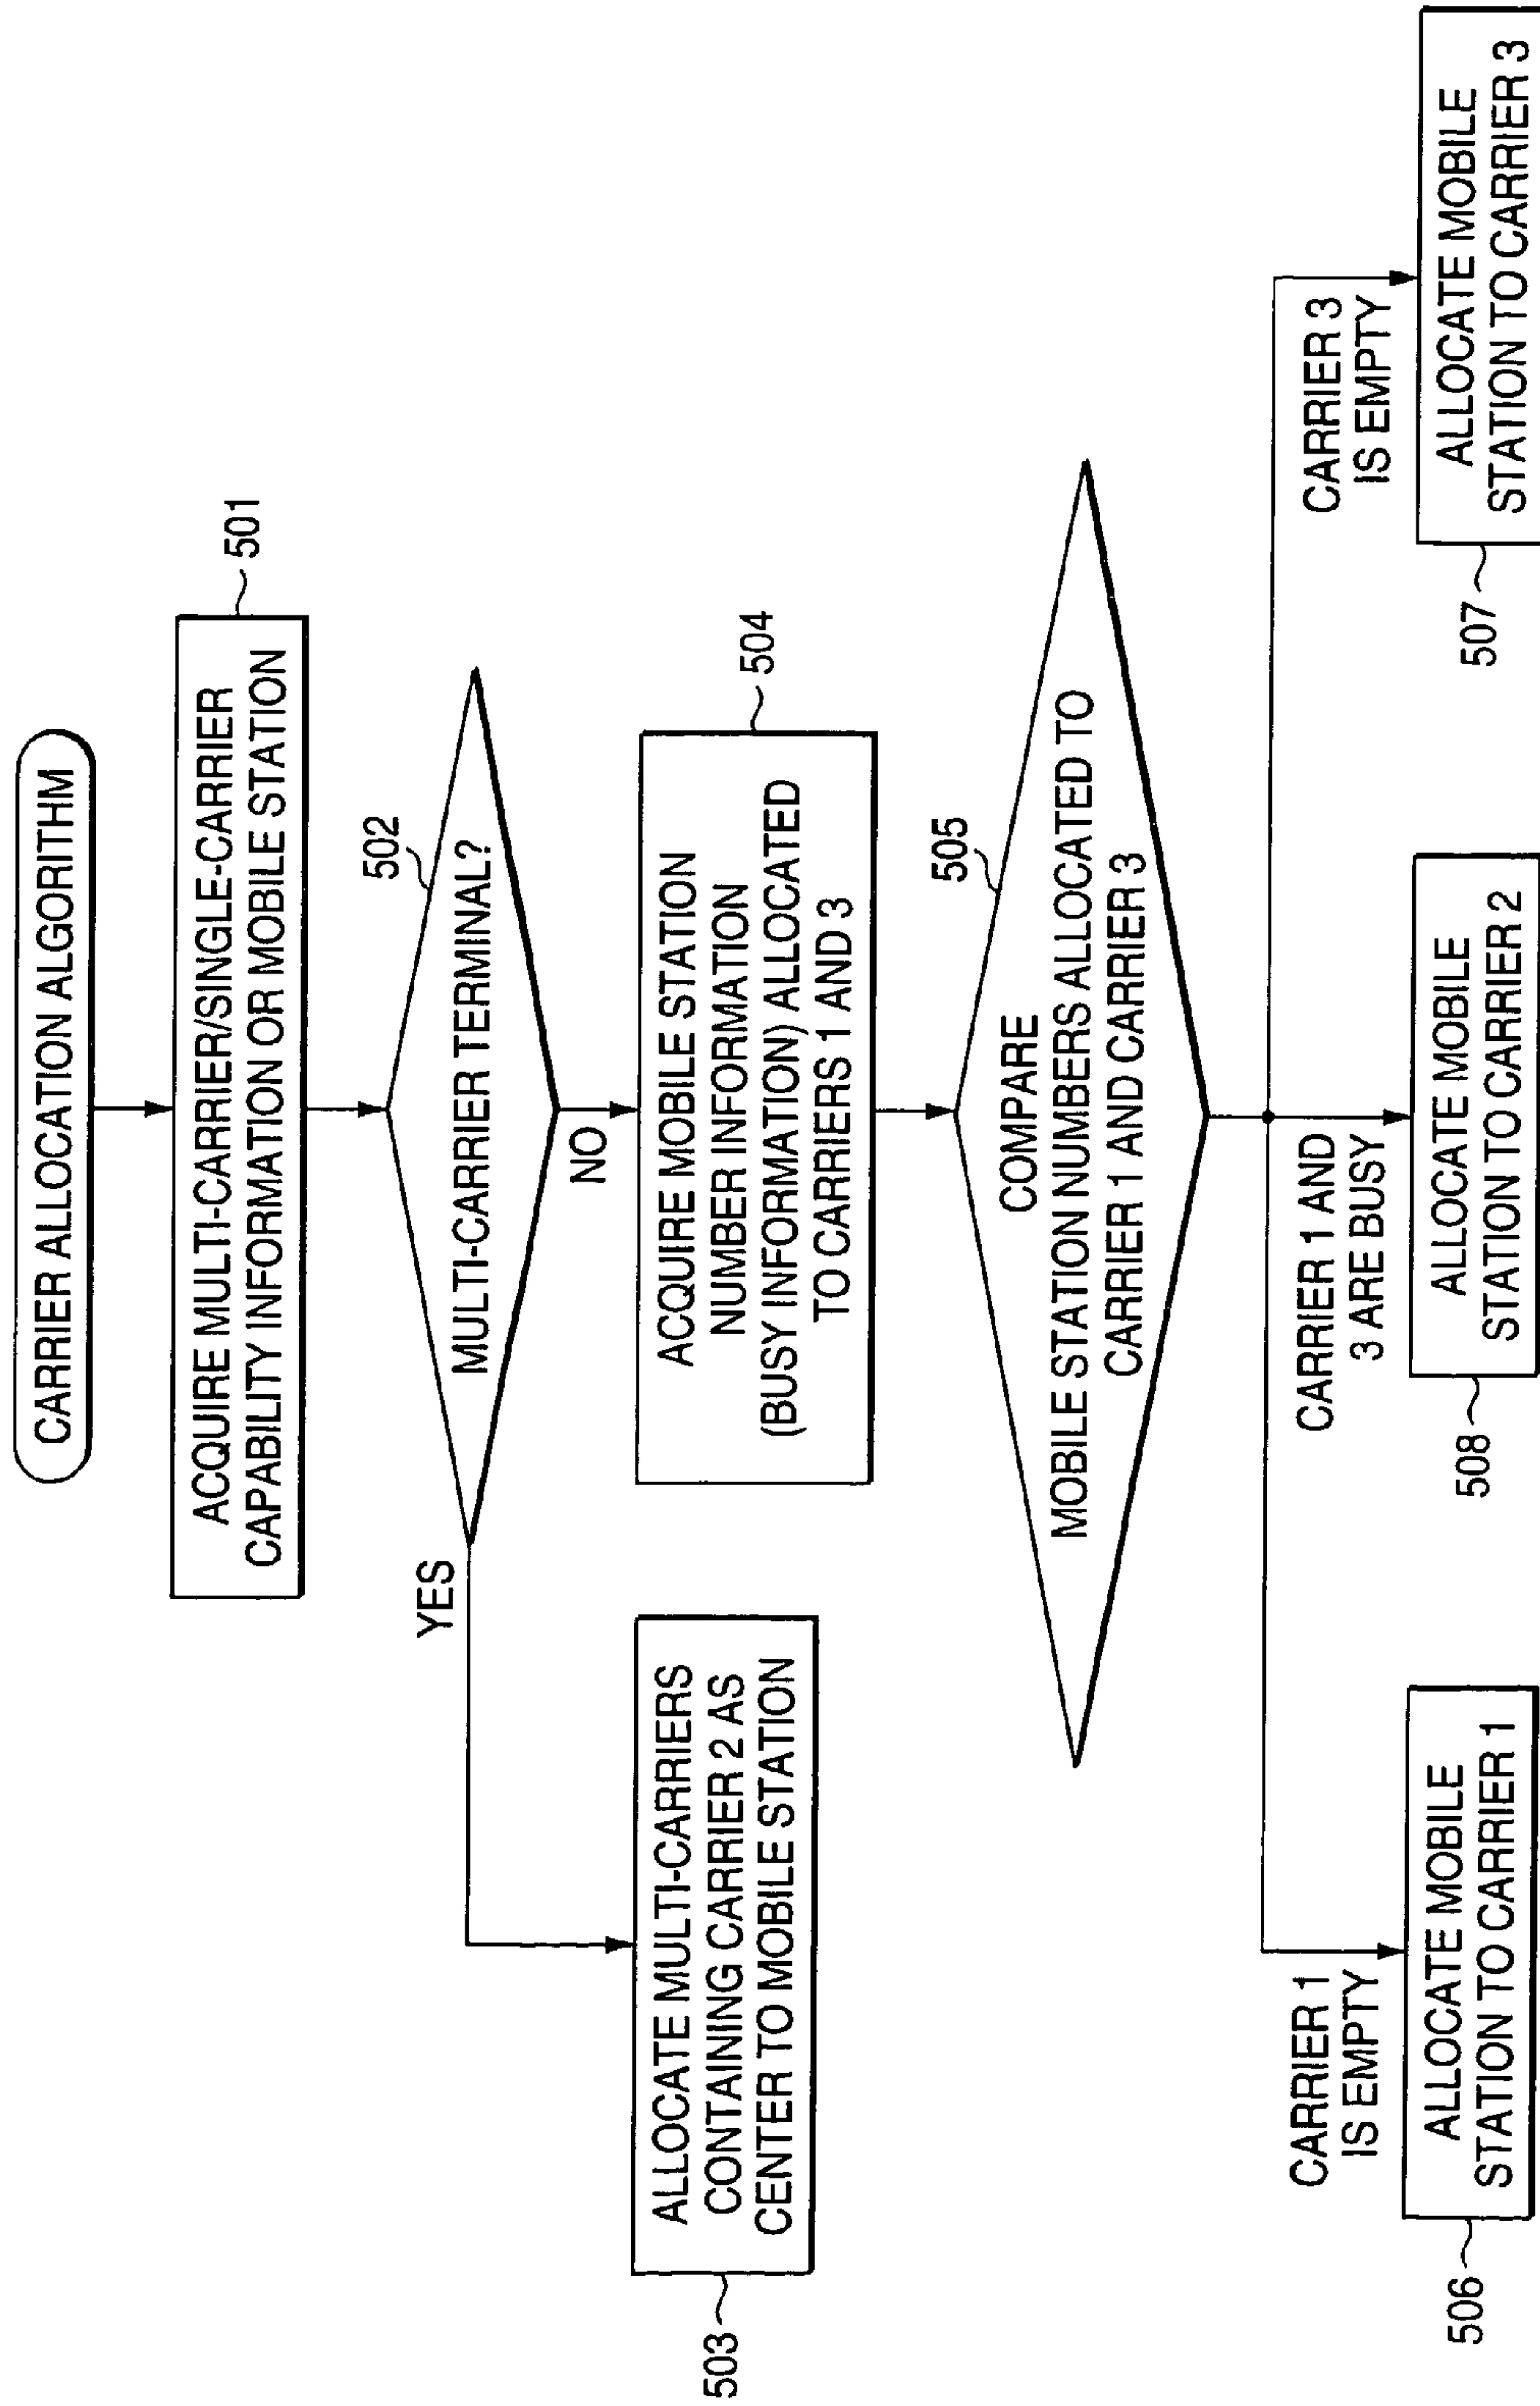 CARRIER ALLOCATION ALGORITHM
ACQUIRE MULTI-CARRIER/SINGLE-CARRIER
CAPABILITY INFORMATION OR MOBILE STATION
501
502
MULTI-CARRIER TERMINAL?
YES
NO
ALLOCATE MULTI-CARRIERS
CONTAINING CARRIER 2 AS
CENTER TO MOBILE STATION
503
ACQUIRE MOBILE STATION
NUMBER INFORMATION
(BUSY INFORMATION) ALLOCATED
TO CARRIERS 1 AND 3
504
505
COMPARE
MOBILE STATION NUMBERS ALLOCATED TO
CARRIER 1 AND CARRIER 3
CARRIER 1
IS EMPTY
CARRIER 1 AND
3 ARE BUSY
CARRIER 3
IS EMPTY
506
ALLOCATE MOBILE
STATION TO CARRIER 1
508
ALLOCATE MOBILE
STATION TO CARRIER 2
507
ALLOCATE MOBILE
STATION TO CARRIER 3